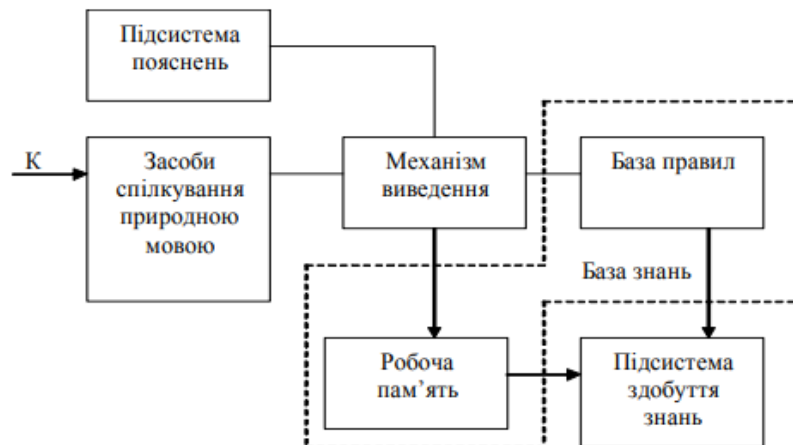 Підсистема
пояснень
К
Засоби
спілкування
природною
мовою
Механізм
виведення
База правил
База знань
Робоча
пам’ять
Підсистема
здобуття
знань